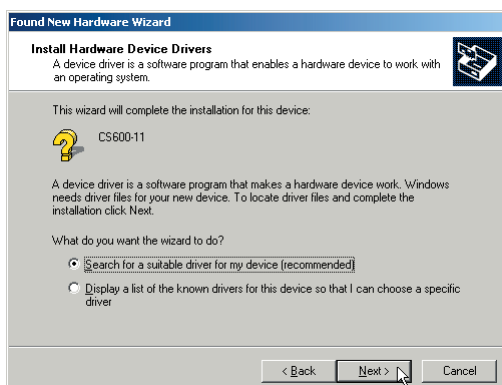 Found New Hardware Wizard
Install Hardware Device Drivers
A device driver is a software program that enables a hardware device to work with
an operating system.
This wizard will complete the installation for this device:
CS600-11
A device driver is a software program that makes a hardware device work. Windows
needs driver files for your new device. To locate driver files and complete the
installation click Next.
What do you want the wizard to do?
Search for a suitable driver for my device (recommended)
Display a list of the known drivers for this device so that I can choose a specific
driver
< Back
Next >
Cancel